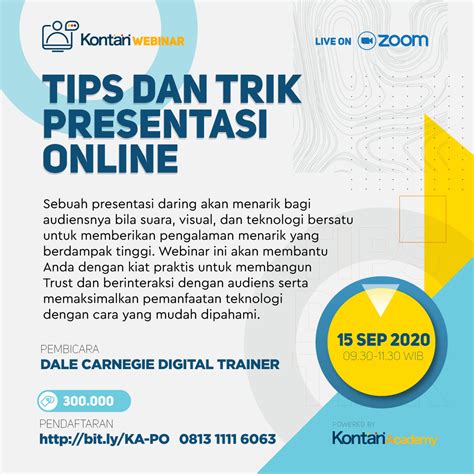 Kontan WEBINAR
LIVE ON zoom
TIPS DAN TRIK
PRESENTASI
ONLINE
Sebuah presentasi daring akan menarik bagi
audiensnya bila suara, visual, dan teknologi bersatu
untuk memberikan pengalaman menarik yang
berdampak tinggi. Webinar ini akan membantu
Anda dengan kiat praktis untuk membangun
Trust dan berinteraksi dengan audiens serta
memaksimalkan pemanfaatan teknologi
dengan cara yang mudah dipahami.
15 SEP 2020
09.30-11.30 WIB
PEMBICARA
DALE CARNEGIE DIGITAL TRAINER
300.000
PENDAFTARAN
http://bit.ly/KA-PO 0813 1111 6063
POWERED BY
Kontan Academy